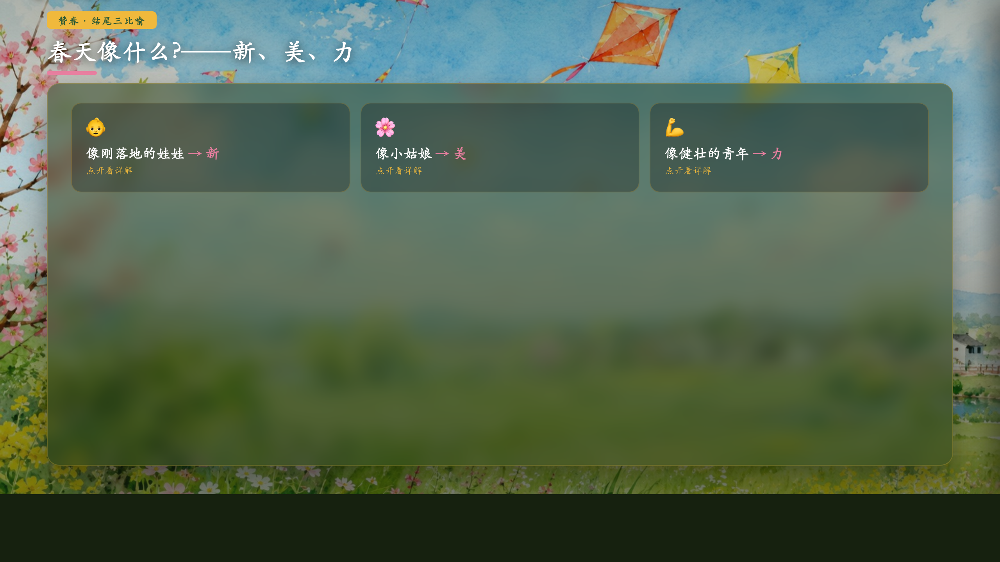 赞春 · 结尾三比喻
春天像什么?——新、美、力
像刚落地的娃娃 → 新
点开看详解
像小姑娘 → 美
点开看详解
像健壮的青年 → 力
点开看详解